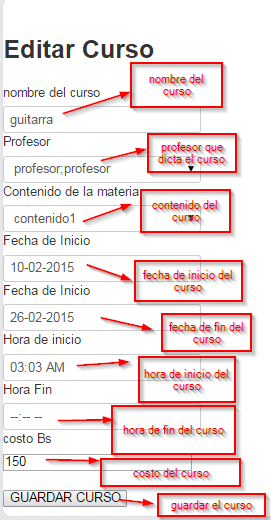 Editar Curso
nombre del curso
nombre del
curso
guitarra
Profesor
profesor que
dicta el curso
profesor;profesor
Contenido de la materia
contenido del
curso
contenido1
Fecha de Inicio
10-02-2015
fecha de inicio del
curso
Fecha de Inicio
26-02-2015
fecha de fin del
curso
Hora de inicio
03:03 AM
hora de inicio del
curso
Hora Fin
--:-- --
hora de fin del curso
costo Bs
150
costo del curso
GUARDAR CURSO
guardar el curso